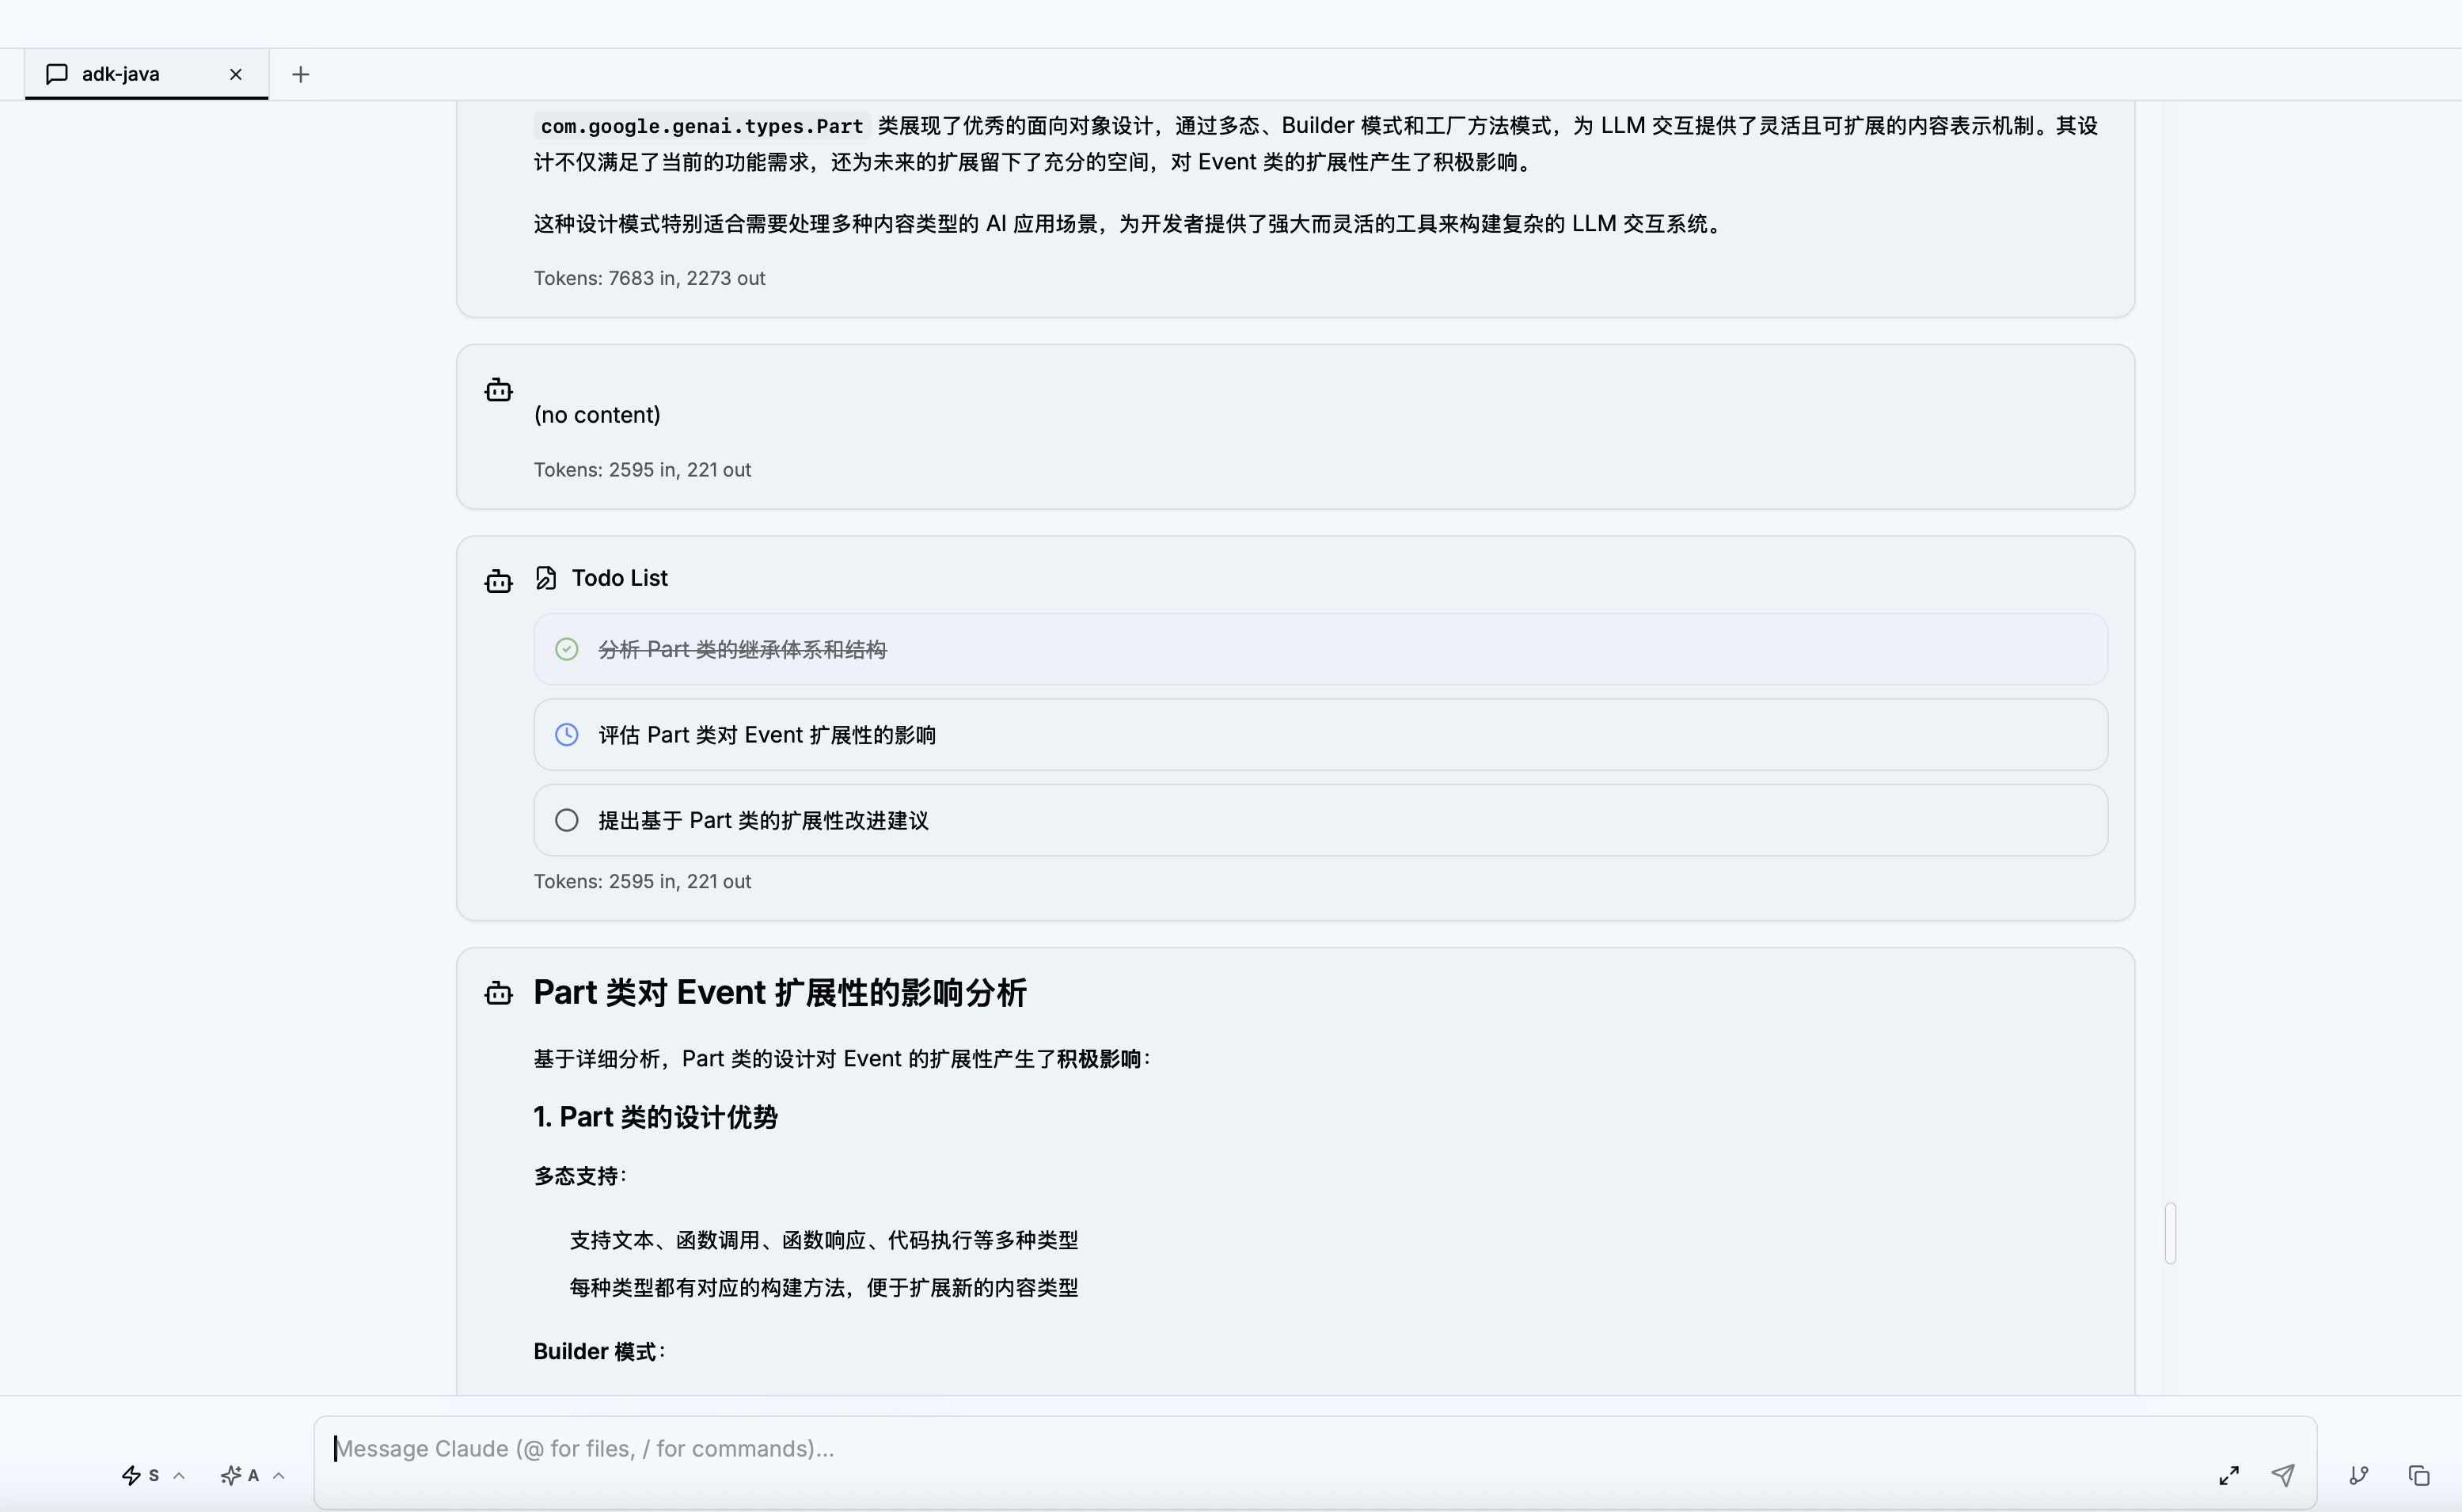 adk-java
com.google.genai.types.Part 类展现了优秀的面向对象设计，通过多态、Builder 模式和工厂方法模式，为 LLM 交互提供了灵活且可扩展的内容表示机制。其设
计不仅满足了当前的功能需求，还为未来的扩展留下了充分的空间，对 Event 类的扩展性产生了积极影响。
这种设计模式特别适合需要处理多种内容类型的 AI 应用场景，为开发者提供了强大而灵活的工具来构建复杂的 LLM 交互系统。
Tokens: 7683 in, 2273 out
(no content)
Tokens: 2595 in, 221 out
Todo List
分析 Part 类的继承体系和结构
评估 Part 类对 Event 扩展性的影响
提出基于 Part 类的扩展性改进建议
Tokens: 2595 in, 221 out
Part 类对 Event 扩展性的影响分析
基于详细分析，Part 类的设计对 Event 的扩展性产生了积极影响：
1. Part 类的设计优势
多态支持：
支持文本、函数调用、函数响应、代码执行等多种类型
每种类型都有对应的构建方法，便于扩展新的内容类型
Builder 模式：
Message Claude (@ for files, / for commands)...
S
A